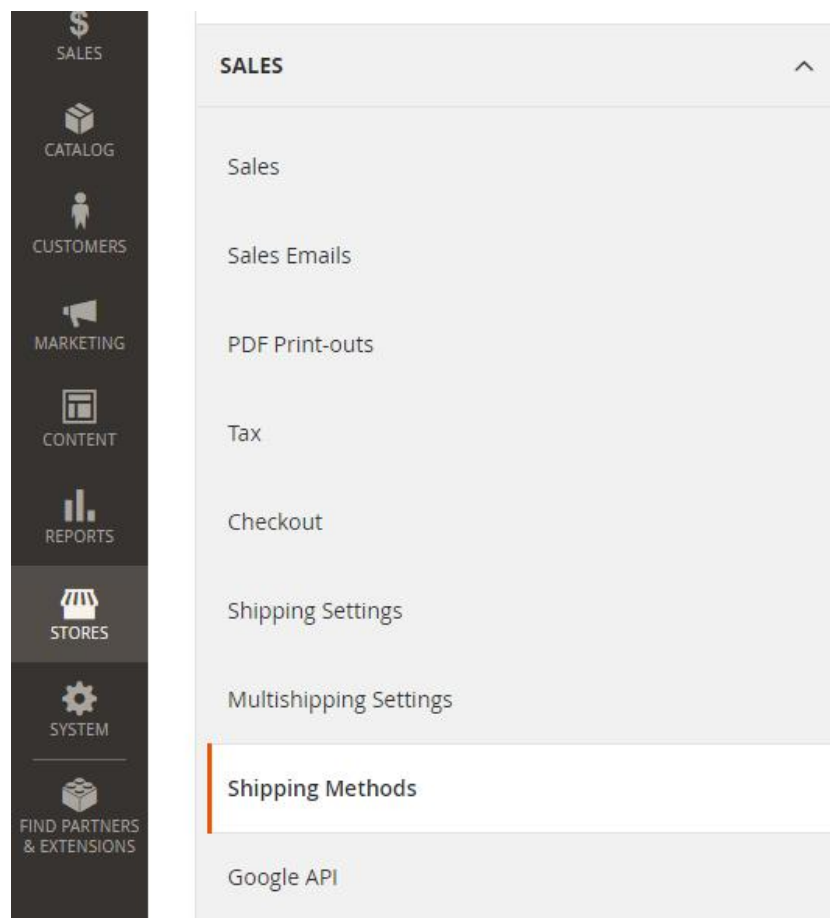 $
SALES
CATALOG
CUSTOMERS
MARKETING
CONTENT
REPORTS
STORES
SYSTEM
FIND PARTNERS
& EXTENSIONS
SALES
Sales
Sales Emails
PDF Print-outs
Tax
Checkout
Shipping Settings
Multishipping Settings
Shipping Methods
Google API